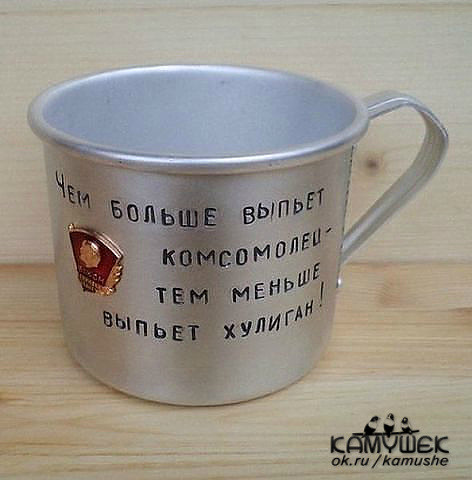 Чем больше выпьет
комсомолец -
тем меньше
выпьет хулиган!
КАМУШЕК
ok.ru/kamushe